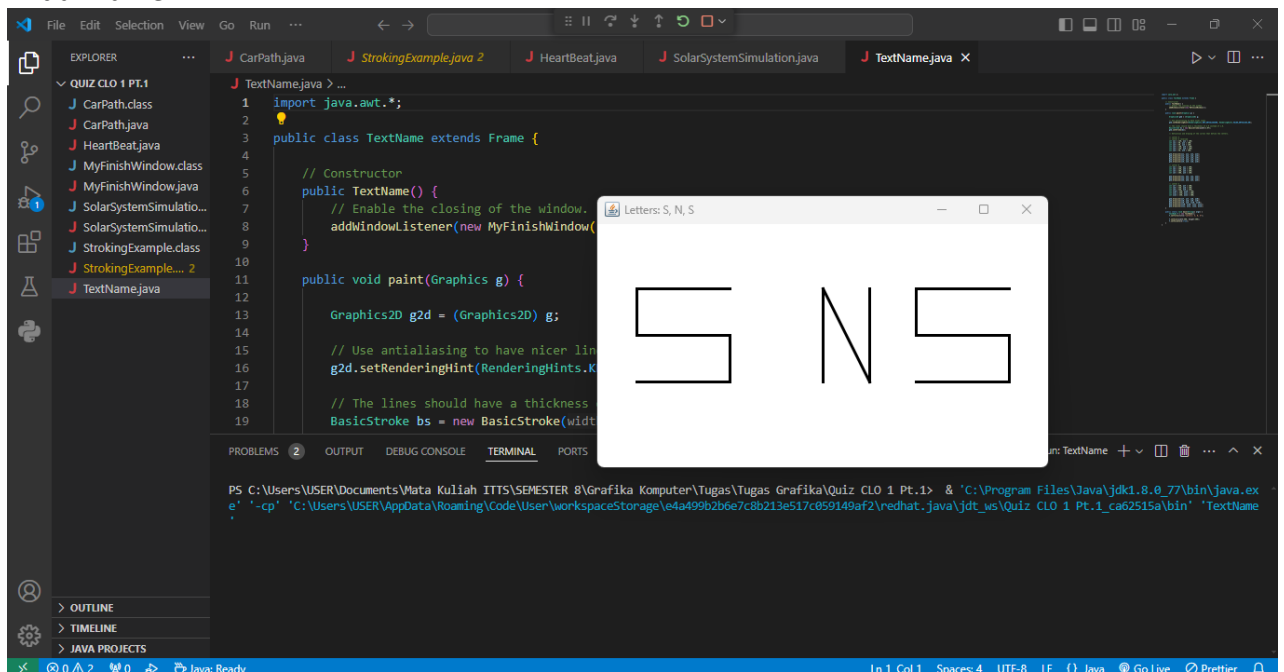 File Edit Selection View Go Run ...
EXPLORER ...
QUIZ CLO 1 PT.1
CarPath.class
CarPath.java
HeartBeat.java
MyFinishWindow.class
MyFinishWindow.java
SolarSystemSimulatio...
SolarSystemSimulatio...
StrokingExample.class
StrokingExample.... 2
TextName.java
OUTLINE
TIMELINE
JAVA PROJECTS
CarPath.java StrokingExample.java 2 HeartBeat.java SolarSystemSimulation.java TextName.java
TextName.java > ...
1 import java.awt.*;
2
3 public class TextName extends Frame {
4
5 // Constructor
6 public TextName() {
7 // Enable the closing of the window.
8 addWindowListener(new MyFinishWindow(
9 }
10
11 public void paint(Graphics g) {
12
13 Graphics2D g2d = (Graphics2D) g;
14
15 // Use antialiasing to have nicer lin
16 g2d.setRenderingHint(RenderingHints.K
17
18 // The lines should have a thickness
19 BasicStroke bs = new BasicStroke(widt
Letters: S, N, S
S N S
PROBLEMS 2 OUTPUT DEBUG CONSOLE TERMINAL PORTS un: TextName
PS C:\Users\USER\Documents\Mata Kuliah ITTS\SEMESTER 8\Grafika Komputer\Tugas\Tugas Grafika\Quiz CLO 1 Pt.1> & 'C:\Program Files\Java\jdk1.8.0_77\bin\java.ex
e' '-cp' 'C:\Users\USER\AppData\Roaming\Code\User\workspaceStorage\e4a499b2b6e7c8b213e517c059149af2\redhat.java\jdt_ws\Quiz CLO 1 Pt.1_ca62515a\bin' 'TextName
'
0 2 0 Java: Ready Ln 1, Col 1 Spaces: 4 UTF-8 LF {} Java Go Live Prettier